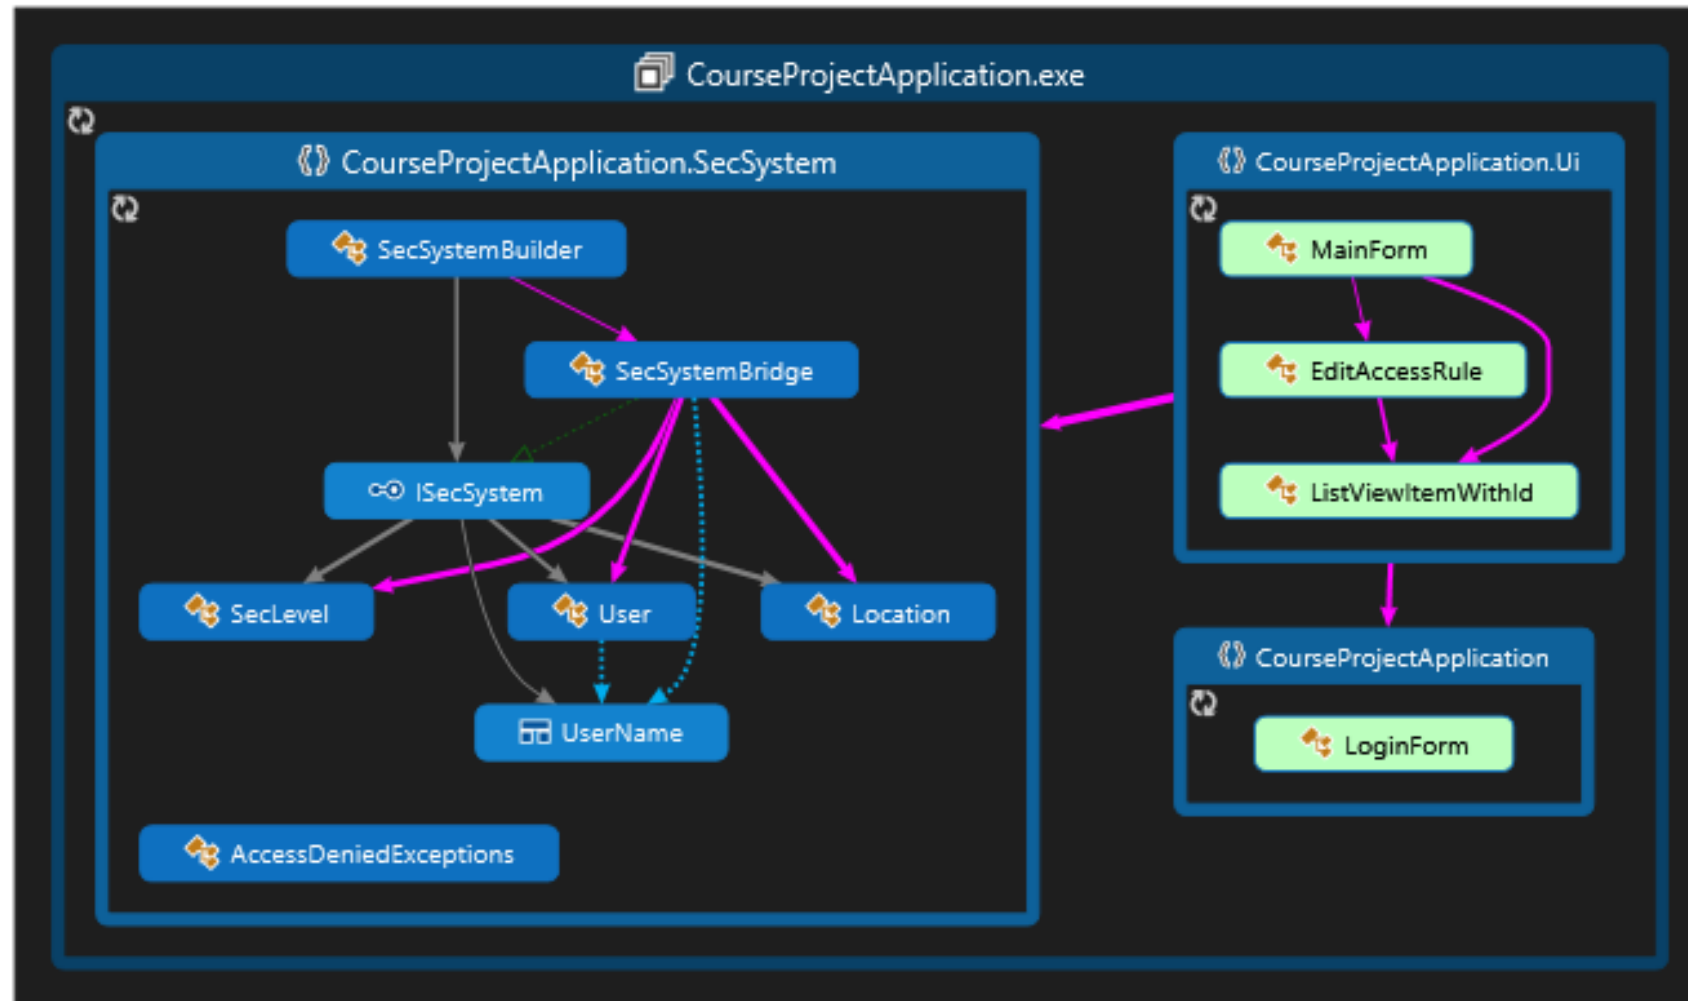 CourseProjectApplication.exe
CourseProjectApplication.SecSystem
SecSystemBuilder
SecSystemBridge
ISecSystem
SecLevel
User
Location
UserName
AccessDeniedExceptions
CourseProjectApplication.Ui
MainForm
EditAccessRule
ListViewItemWithId
CourseProjectApplication
LoginForm